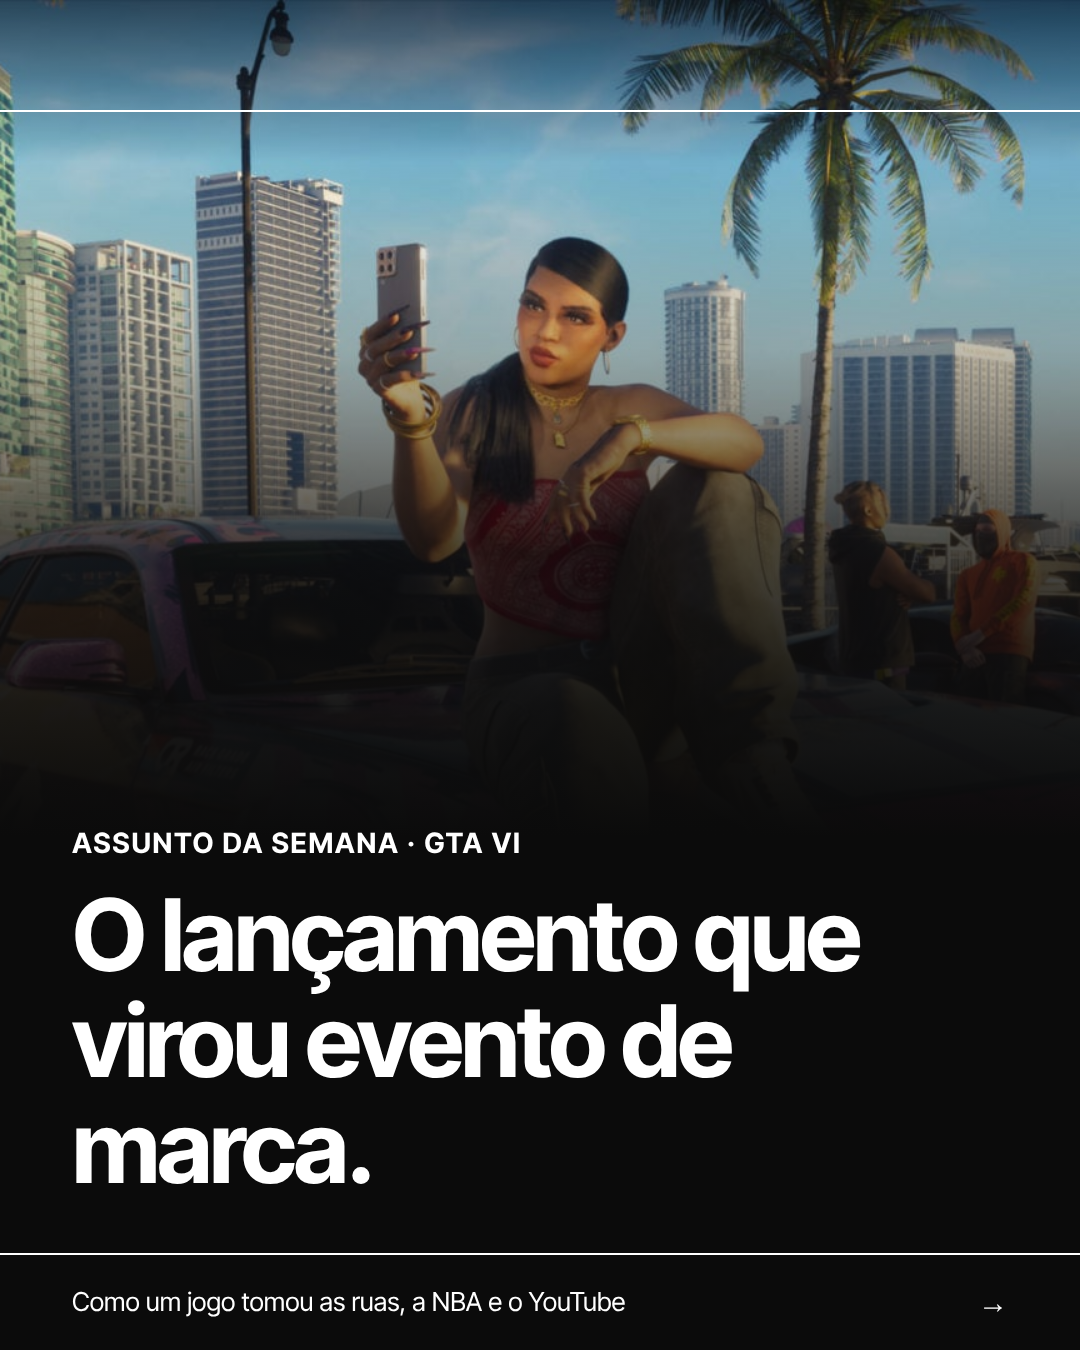 ASSUNTO DA SEMANA · GTA VI
O lançamento que
virou evento de
marca.
Como um jogo tomou as ruas, a NBA e o YouTube →